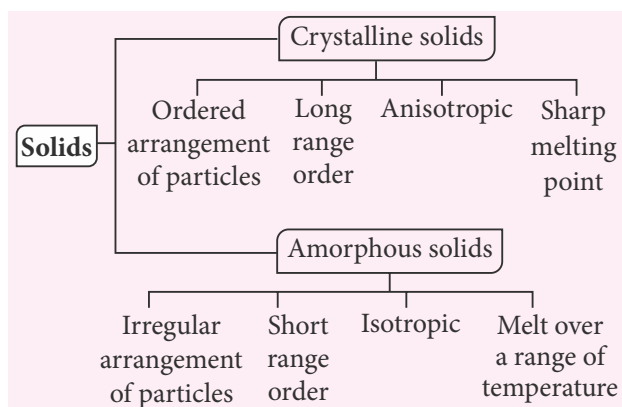 Crystalline solids
Ordered
arrangement
of particles
Long
range
order
Anisotropic
Sharp
melting
point
Solids
Amorphous solids
Irregular
arrangement
of particles
Short
range
order
Isotropic
Melt over
a range of
temperature